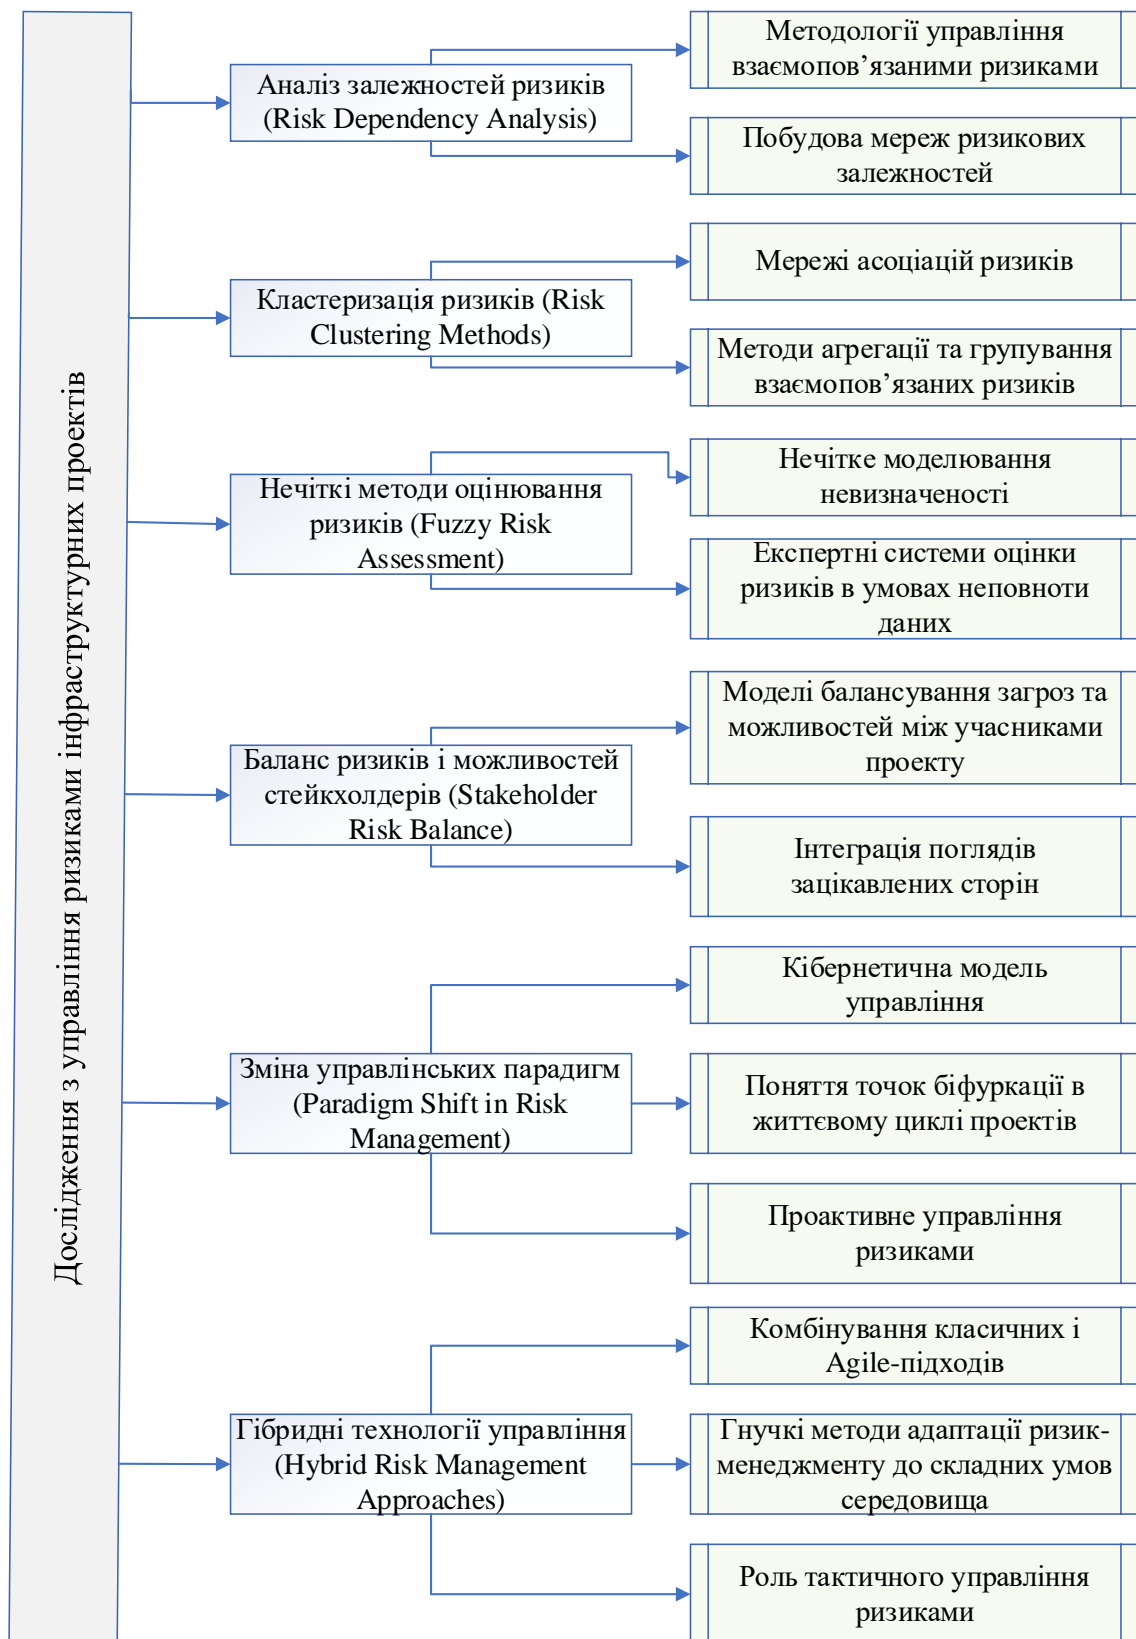 Дослідження з управління ризиками інфраструктурних проектів
Аналіз залежностей ризиків
(Risk Dependency Analysis)
Методології управління
взаємопов’язаними ризиками
Побудова мереж ризикових
залежностей
Кластеризація ризиків (Risk
Clustering Methods)
Мережі асоціацій ризиків
Методи агрегації та групування
взаємопов’язаних ризиків
Нечіткі методи оцінювання
ризиків (Fuzzy Risk
Assessment)
Нечітке моделювання
невизначеності
Експертні системи оцінки
ризиків в умовах неповноти
даних
Баланс ризиків і можливостей
стейкхолдерів (Stakeholder
Risk Balance)
Моделі балансування загроз та
можливостей між учасниками
проекту
Інтеграція поглядів
зацікавлених сторін
Зміна управлінських парадигм
(Paradigm Shift in Risk
Management)
Кібернетична модель
управління
Поняття точок біфуркації в
життєвому циклі проектів
Проактивне управління
ризиками
Гібридні технології управління
(Hybrid Risk Management
Approaches)
Комбінування класичних і
Agile-підходів
Гнучкі методи адаптації ризик-
менеджменту до складних умов
середовища
Роль тактичного управління
ризиками